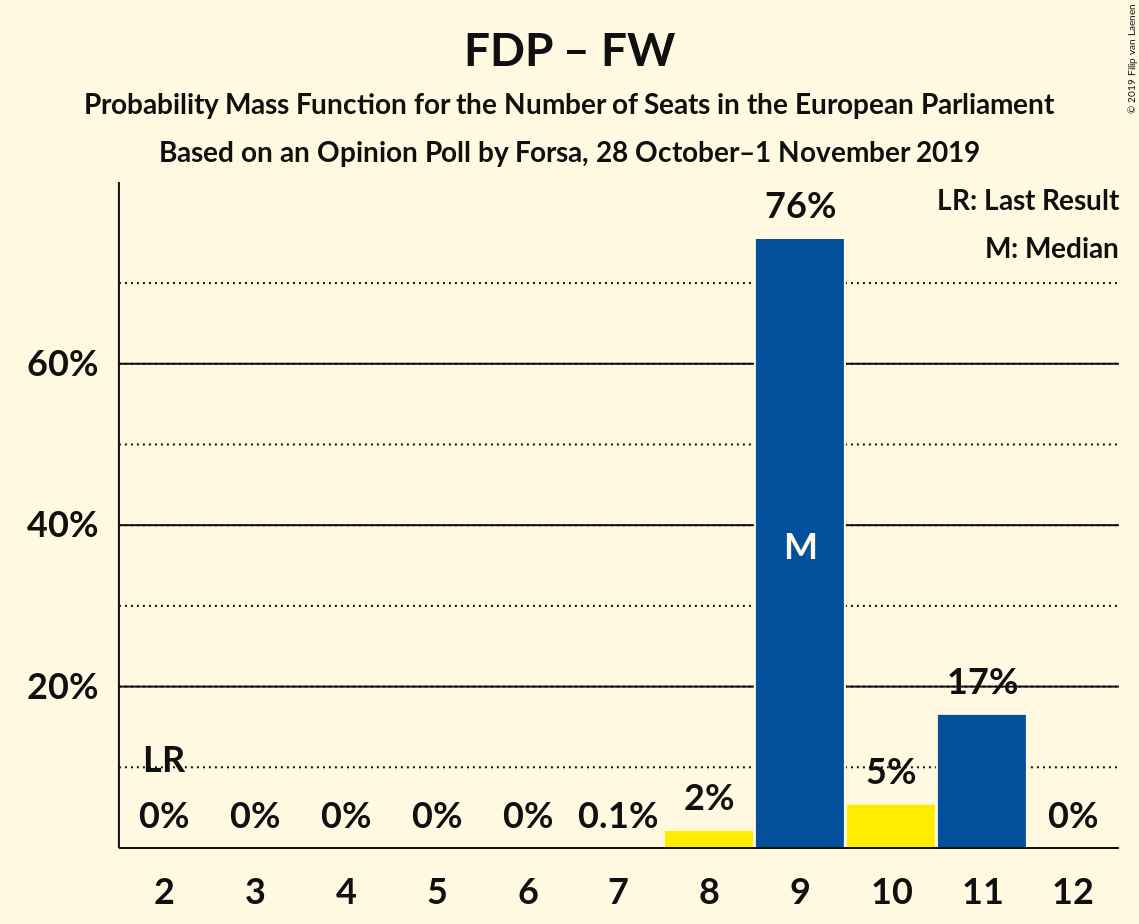 FDP – FW
Probability Mass Function for the Number of Seats in the European Parliament
Based on an Opinion Poll by Forsa, 28 October–1 November 2019
© 2019 Filip van Laenen
LR: Last Result
M: Median
76%
60%
40%
M
20%
17%
LR
5%
2%
0% 0% 0% 0% 0% 0.1% 0%
2 3 4 5 6 7 8 9 10 11 12